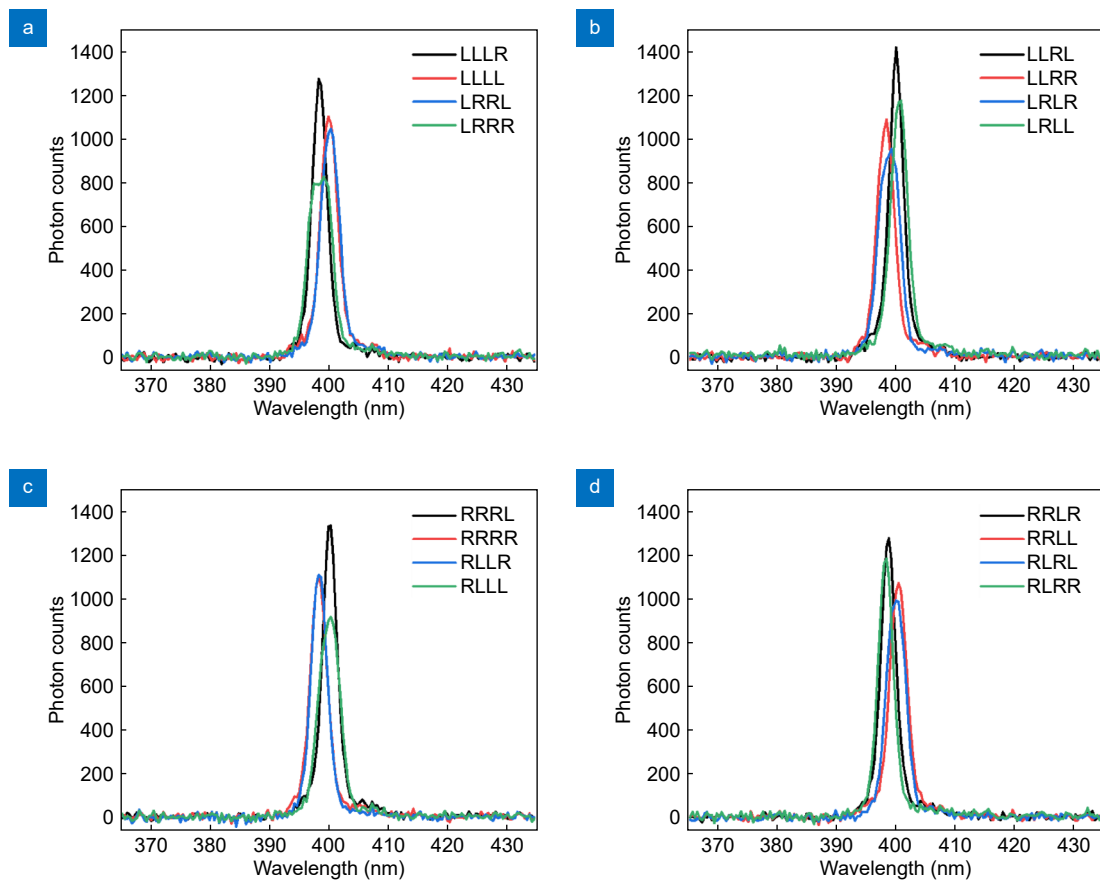 a
b
1400
1200
1000
800
600
400
200
0
Photon counts
LLLR
LLLL
LRRL
LRRR
370 380 390 400 410 420 430
Wavelength (nm)
1400
1200
1000
800
600
400
200
0
Photon counts
LLRL
LLRR
LRLR
LRLL
370 380 390 400 410 420 430
Wavelength (nm)
c
d
1400
1200
1000
800
600
400
200
0
Photon counts
RRRL
RRRR
RLLR
RLLL
370 380 390 400 410 420 430
Wavelength (nm)
1400
1200
1000
800
600
400
200
0
Photon counts
RRLR
RRLL
RLRL
RLRR
370 380 390 400 410 420 430
Wavelength (nm)